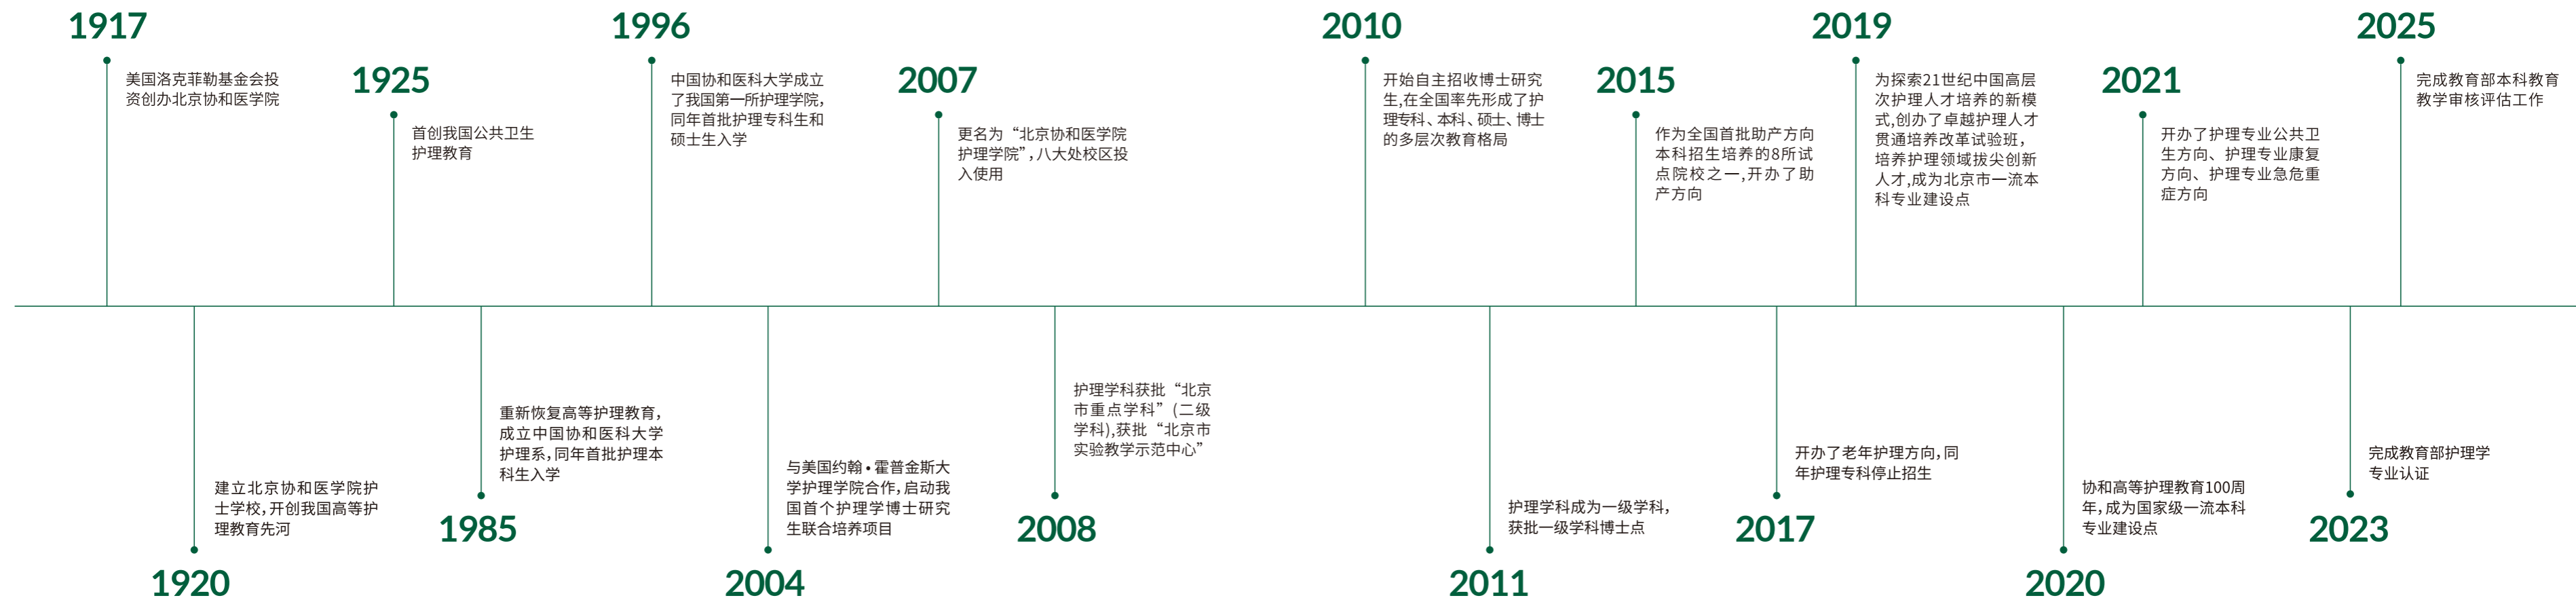 1917
美国洛克菲勒基金会投
资创办北京协和医学院
1920
建立北京协和医学院护
士学校,开创我国高等护
理教育先河
1925
首创我国公共卫生
护理教育
1985
重新恢复高等护理教育,
成立中国协和医科大学
护理系,同年首批护理本
科生入学
1996
中国协和医科大学成立
了我国第一所护理学院,
同年首批护理专科生和
硕士生入学
2004
与美国约翰•霍普金斯大
学护理学院合作,启动我
国首个护理学博士研究
生联合培养项目
2007
更名为“北京协和医学院
护理学院”,八大处校区投
入使用
2008
护理学科获批“北京
市重点学科”(二级
学科),获批“北京市
实验教学示范中心”
2010
开始自主招收博士研究
生,在全国率先形成了护
理专科、本科、硕士、博士
的多层次教育格局
2011
护理学科成为一级学科,
获批一级学科博士点
2015
作为全国首批助产方向
本科招生培养的8所试
点院校之一,开办了助
产方向
2017
开办了老年护理方向,同
年护理专科停止招生
2019
为探索21世纪中国高层
次护理人才培养的新模
式,创办了卓越护理人才
贯通培养改革试验班,
培养护理领域拔尖创新
人才,成为北京市一流本
科专业建设点
2020
协和高等护理教育100周
年,成为国家级一流本科
专业建设点
2021
开办了护理专业公共卫
生方向、护理专业康复
方向、护理专业急危重
症方向
2023
完成教育部护理学
专业认证
2025
完成教育部本科教育
教学审核评估工作